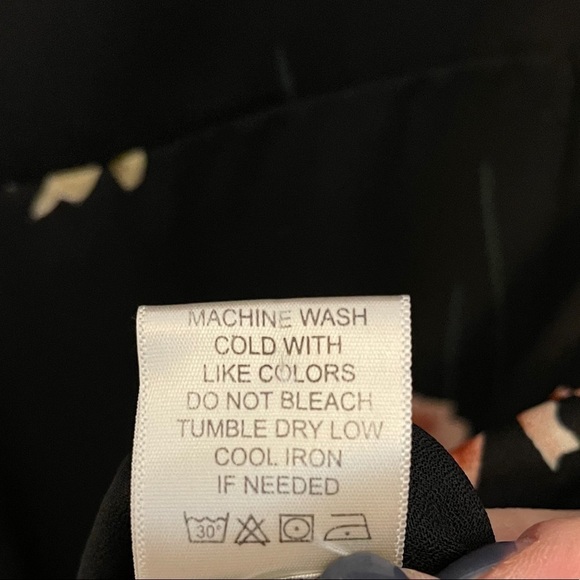 MACHINE WASH
COLD WITH
LIKE COLORS
DO NOT BLEACH
TUMBLE DRY LOW
COOL IRON
IF NEEDED
30°